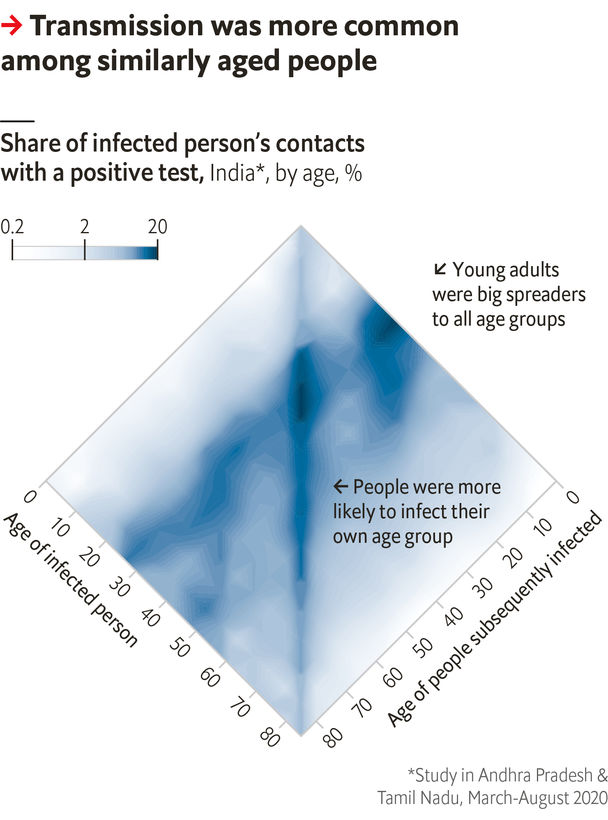 → Transmission was more common
among similarly aged people
Share of infected person’s contacts
with a positive test, India*, by age, %
0.2 2 20
↙ Young adults
were big spreaders
to all age groups
← People were more
likely to infect their
own age group
0 10 20 30 40 50 60 70 80
Age of infected person
80 70 60 50 40 30 20 10 0
Age of people subsequently infected
*Study in Andhra Pradesh &
Tamil Nadu, March-August 2020